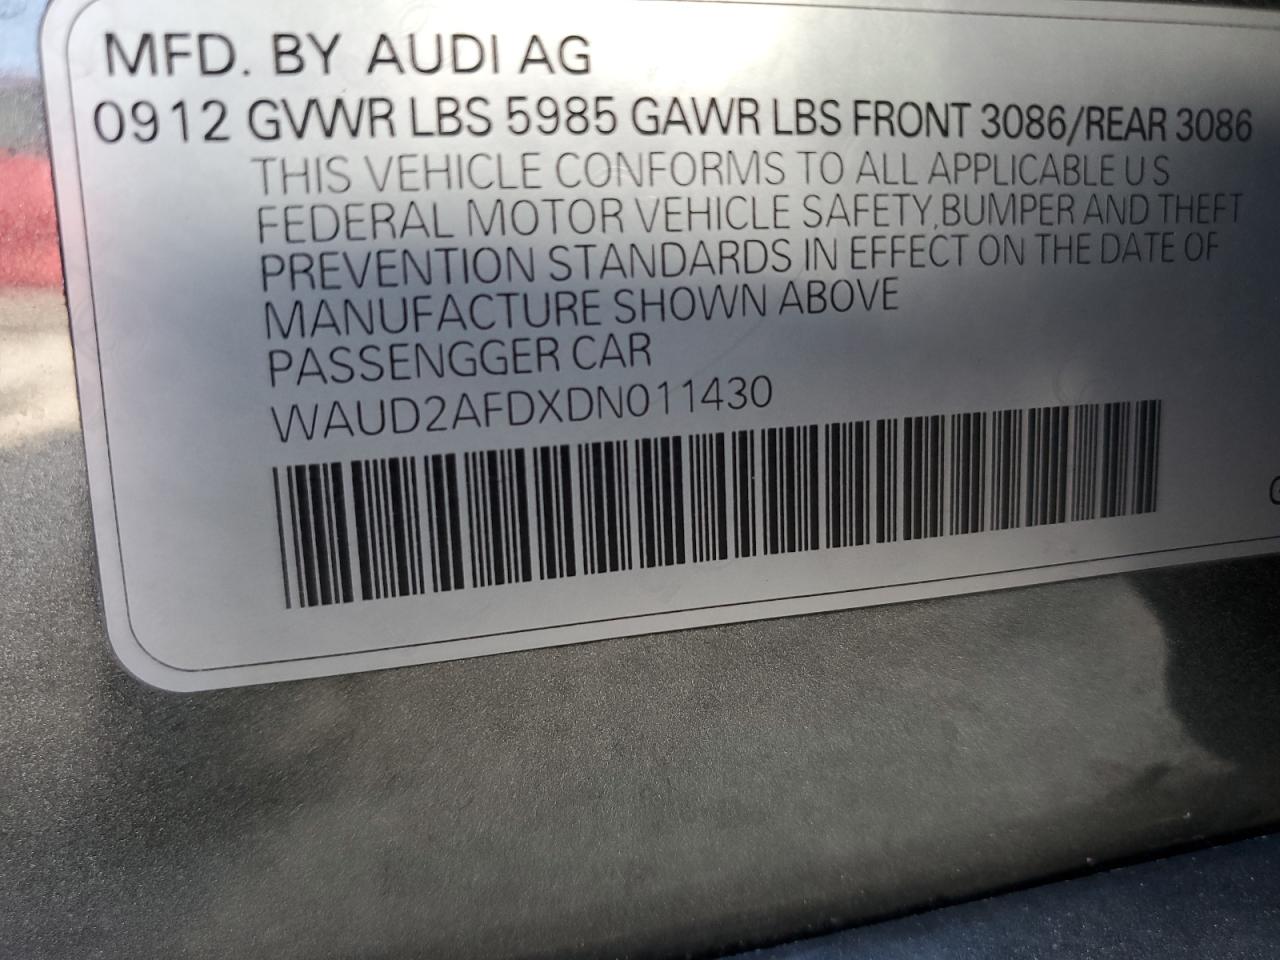 MFD. BY AUDI AG
0912 GVWR LBS 5985 GAWR LBS FRONT 3086/REAR 3086
THIS VEHICLE CONFORMS TO ALL APPLICABLE U S
FEDERAL MOTOR VEHICLE SAFETY,BUMPER AND THEFT
PREVENTION STANDARDS IN EFFECT ON THE DATE OF
MANUFACTURE SHOWN ABOVE
PASSENGGER CAR
WAUD2AFDXDN011430